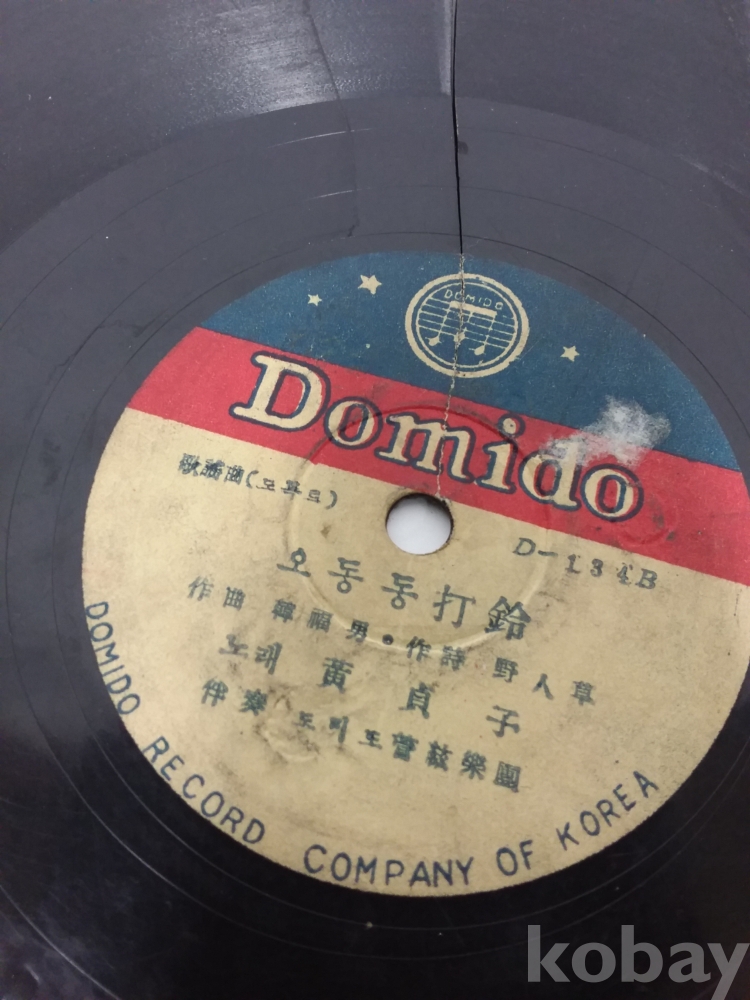 DOMIDO
Domido
歌謠曲(도푸리)
D-134B
오동동打鈴
作曲 韓福男・作詩 野人草
노래 黃貞子
伴奏 도미도管絃樂團
DOMIDO RECORD COMPANY OF KOREA
kobay